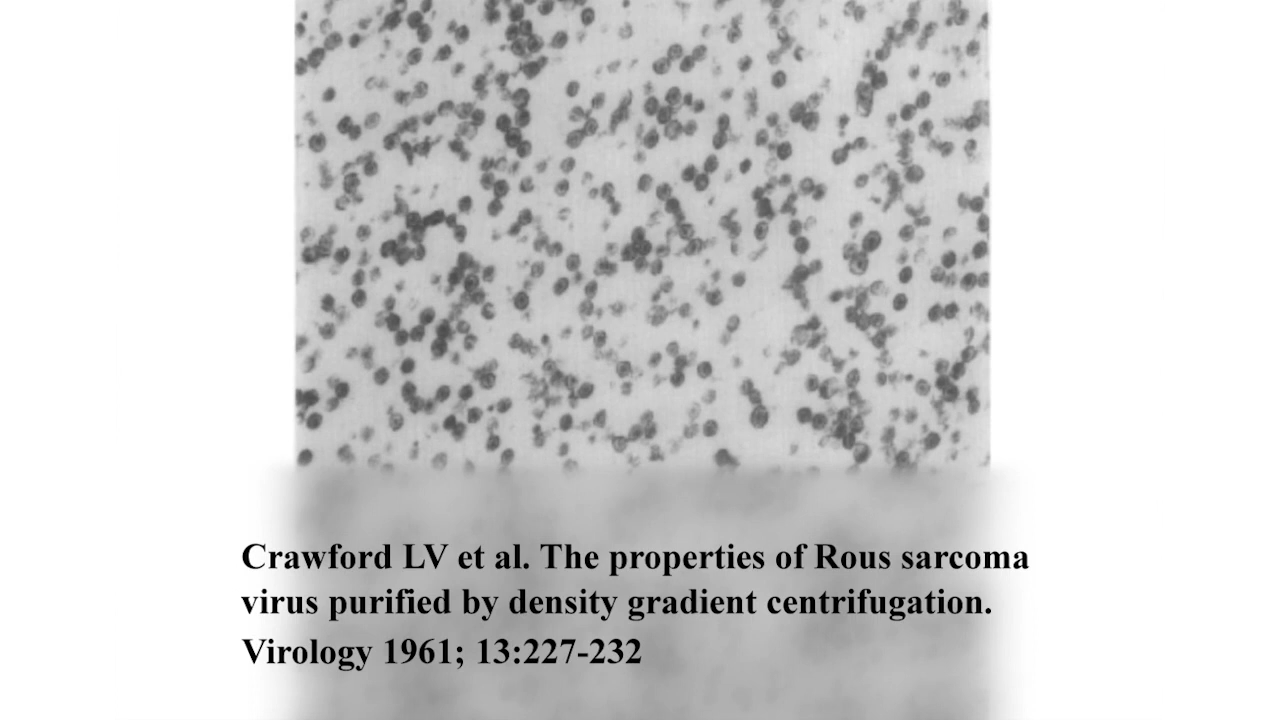 Crawford LV et al. The properties of Rous sarcoma
virus purified by density gradient centrifugation.
Virology 1961; 13:227-232